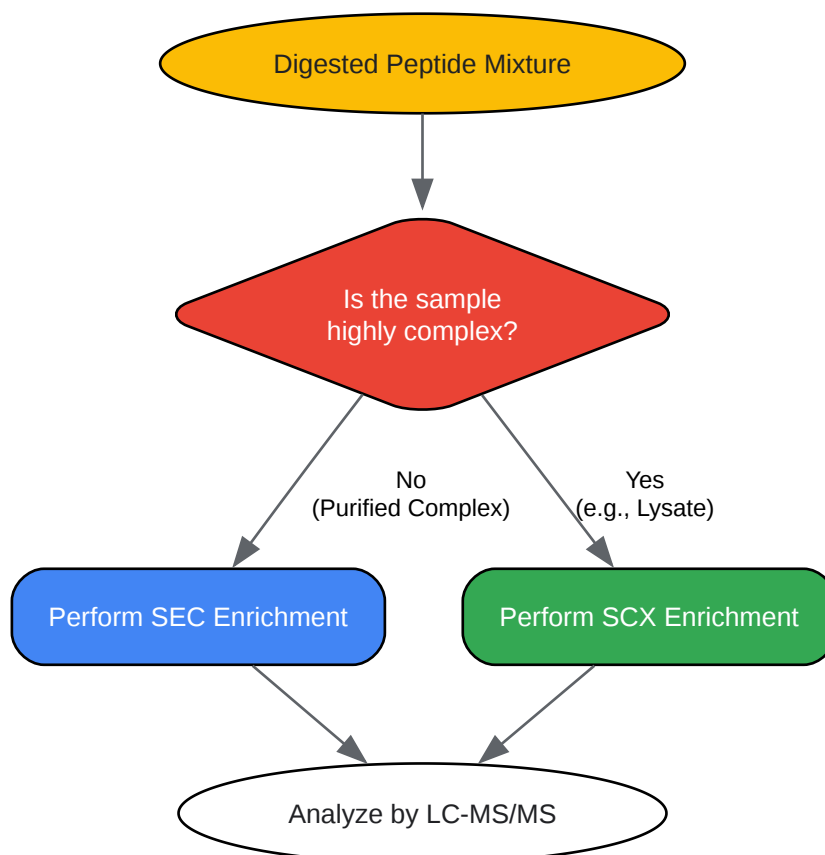 Digested Peptide Mixture
Is the sample
highly complex?
No
(Purified Complex)
Yes
(e.g., Lysate)
Perform SEC Enrichment
Perform SCX Enrichment
Analyze by LC-MS/MS